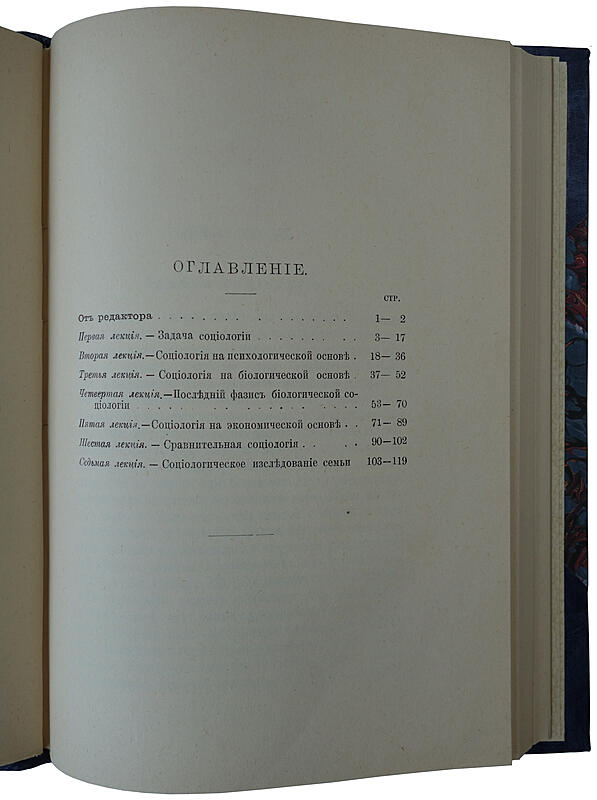 ОГЛАВЛЕНІЕ.
СТР.
Отъ редактора . . . . . . . . . . . . . 1— 2
Первая лекція. — Задача соціологіи . . . . . . . 3— 17
Вторая лекція. — Соціологія на психологической основѣ . 18— 36
Третья лекція. — Соціологія на біологической основѣ . 37— 52
Четвертая лекція.—Послѣдній фазисъ біологической со-
ціологіи . . . . . . . . . . . . . . 53— 70
Пятая лекція.—Соціологія на экономической основѣ . . 71— 89
Шестая лекція. — Сравнительная соціологія . . . . 90—102
Седьмая лекція. — Соціологическое изслѣдованіе семьи 103—119